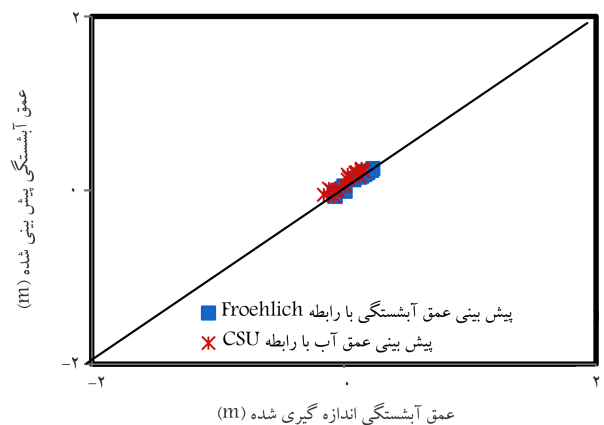 ۲
عمق آبشستگی پیش بینی شده (m)
۰
پیش بینی عمق آبشستگی با رابطه Froehlich
پیش بینی عمق آب با رابطه CSU
−۲
−۲
۰
۲
عمق آبشستگی اندازه گیری شده (m)